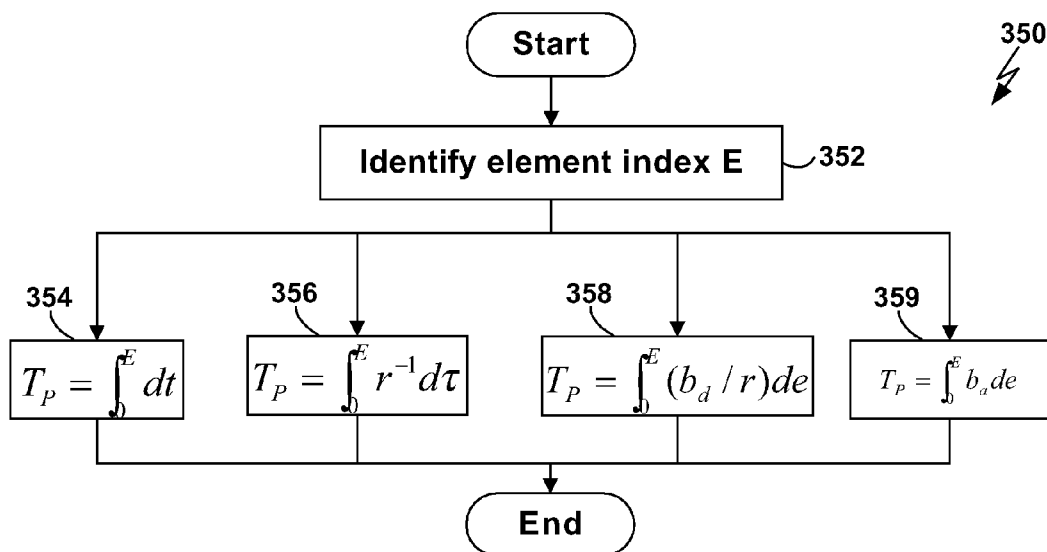 Start
350
Identify element index E
352
354
356
358
359
T_P = ∫_0^E dt
T_P = ∫_0^E r^{-1} dτ
T_P = ∫_0^E (b_d / r) de
T_P = ∫_0^E b_a de
End